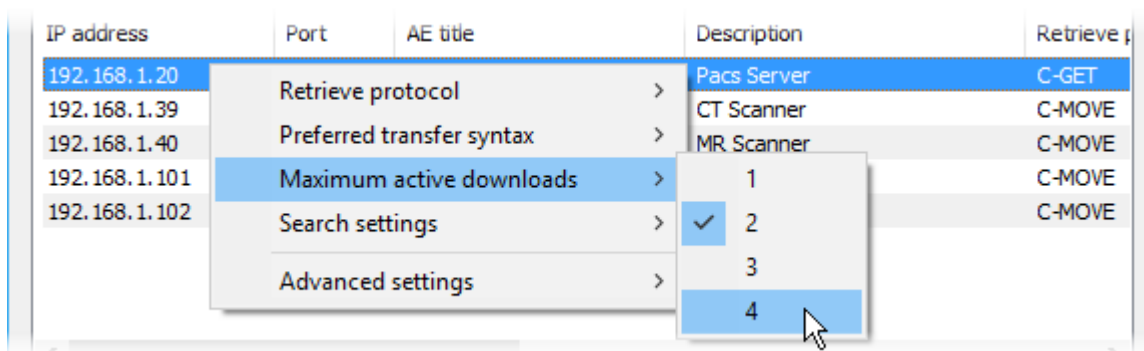 IP address Port AE title Description Retrieve
192.168.1.20 Pacs Server C-GET
192.168.1.39 CT Scanner C-MOVE
192.168.1.40 MR Scanner C-MOVE
192.168.1.101 C-MOVE
192.168.1.102 C-MOVE
Retrieve protocol
Preferred transfer syntax
Maximum active downloads
Search settings
Advanced settings
1
2
3
4